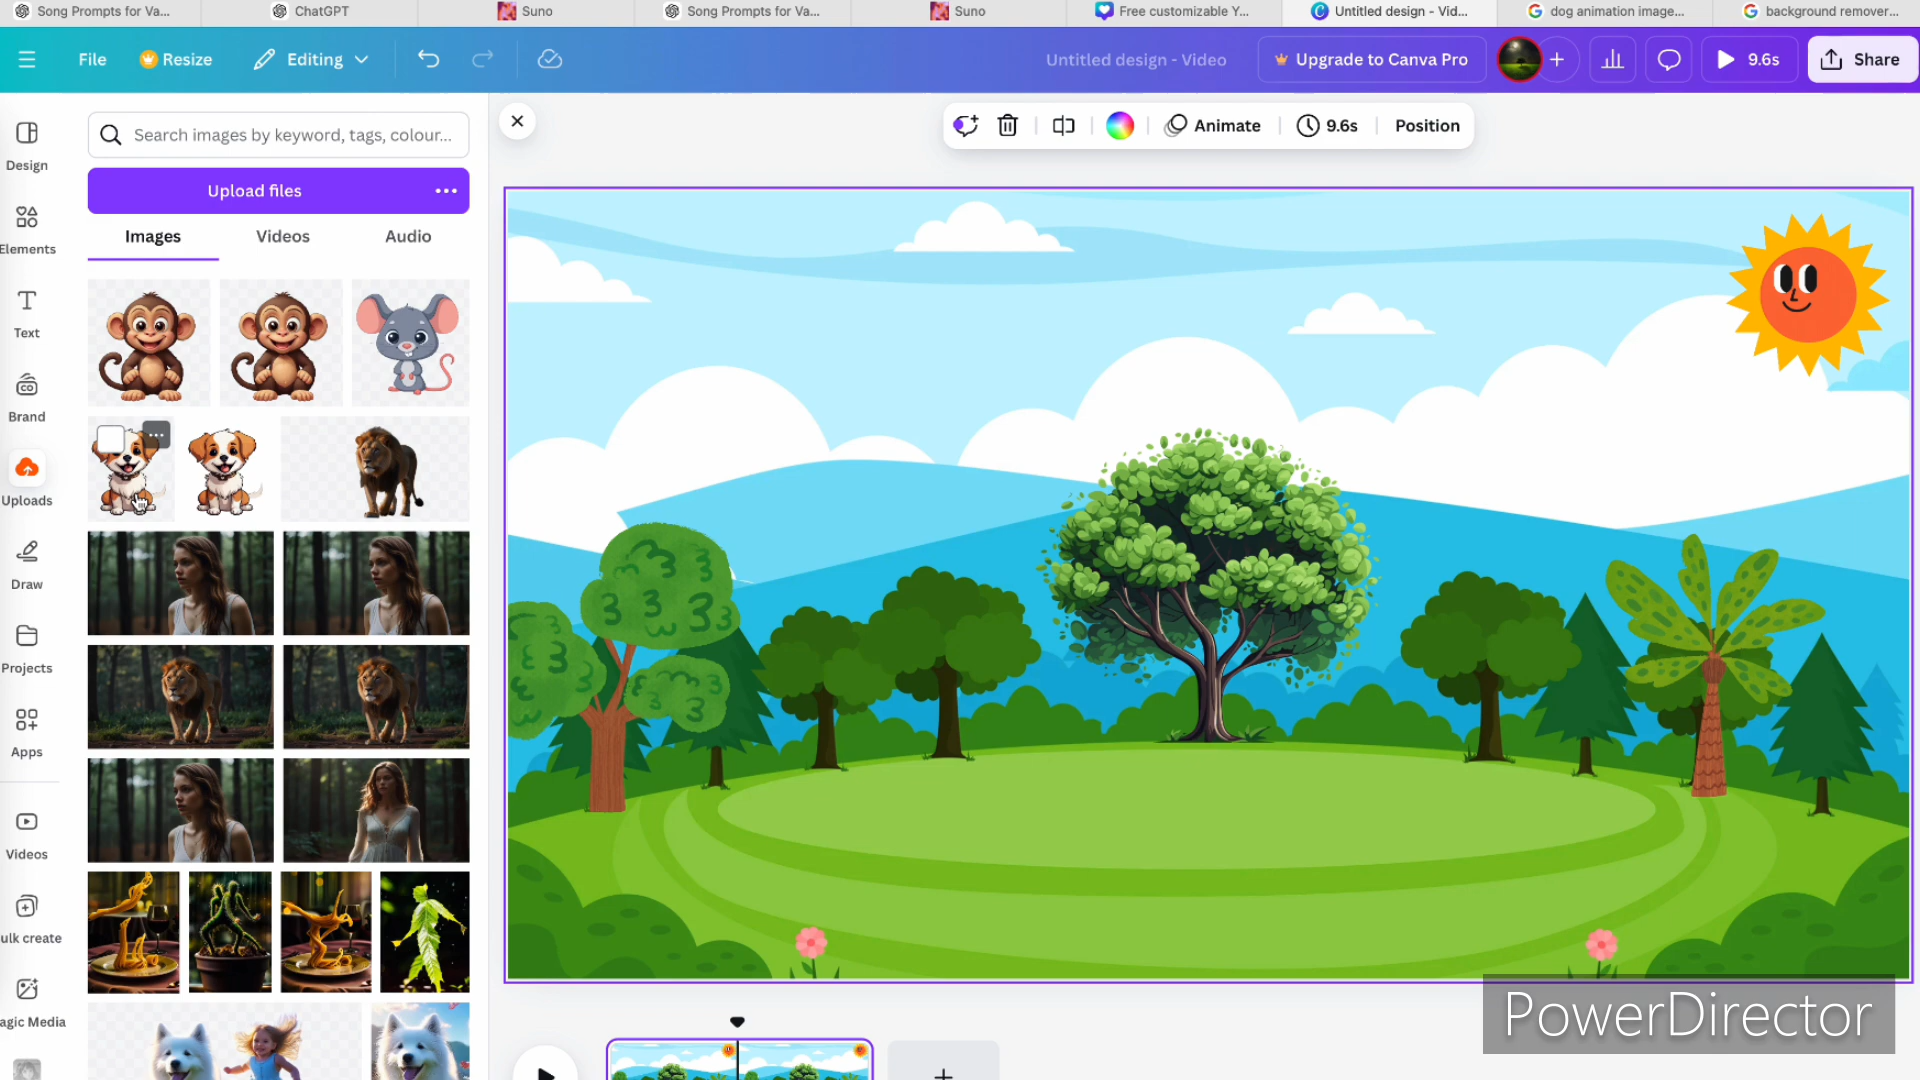 Song Prompts for Va...
ChatGPT
Suno
Song Prompts for Va...
Suno
Free customizable Y...
Untitled design - Vid...
dog animation image...
background remover...
File
Resize
Editing
Untitled design - Video
Upgrade to Canva Pro
9.6s
Share
Search images by keyword, tags, colour...
Upload files
Images
Videos
Audio
Animate
9.6s
Position
Design
Elements
Text
Brand
Uploads
Draw
Projects
Apps
Videos
ulk create
agic Media
PowerDirector